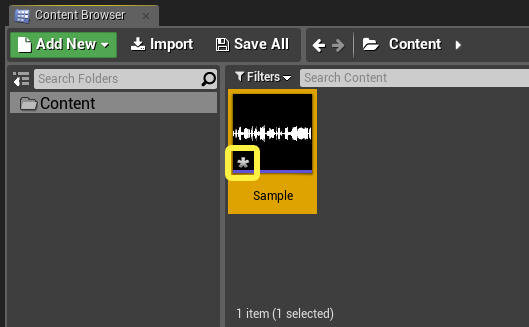 Content Browser
Add New Import Save All Content
Search Folders
Filters Search Content
Content
*
Sample
1 item (1 selected)